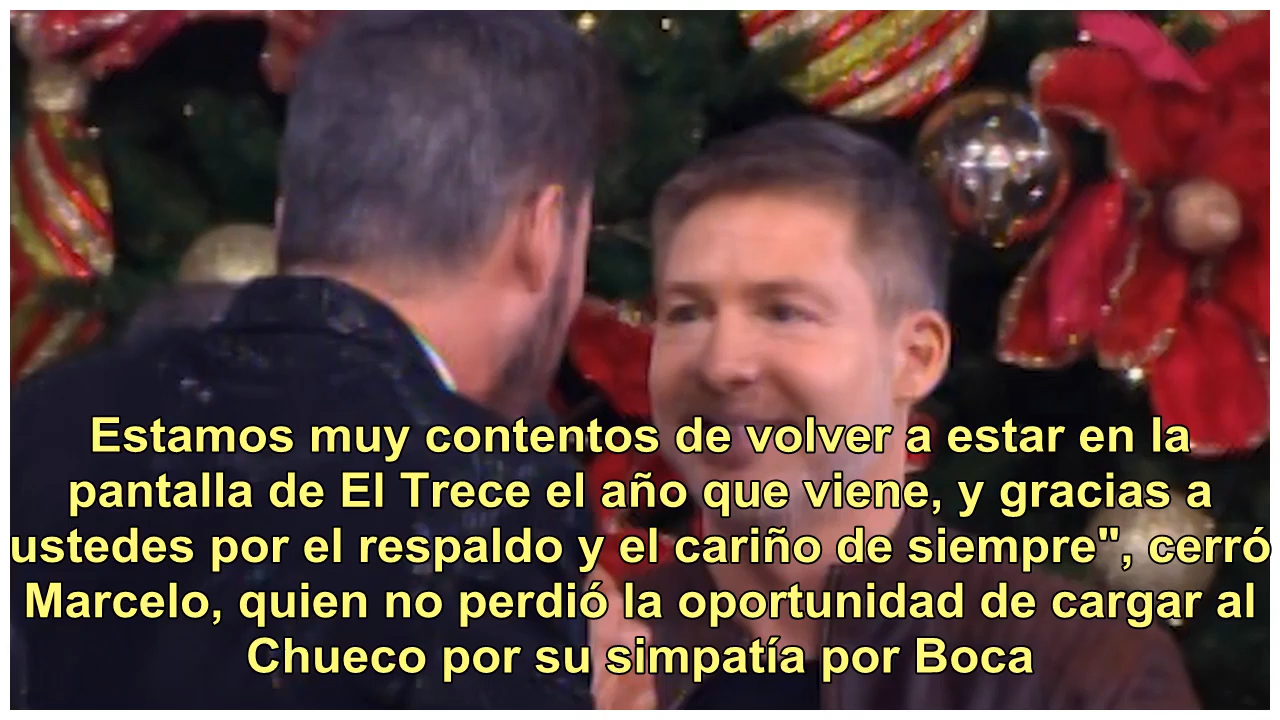 Estamos muy contentos de volver a estar en la
pantalla de El Trece el año que viene, y gracias a
ustedes por el respaldo y el cariño de siempre", cerró
Marcelo, quien no perdió la oportunidad de cargar al
Chueco por su simpatía por Boca